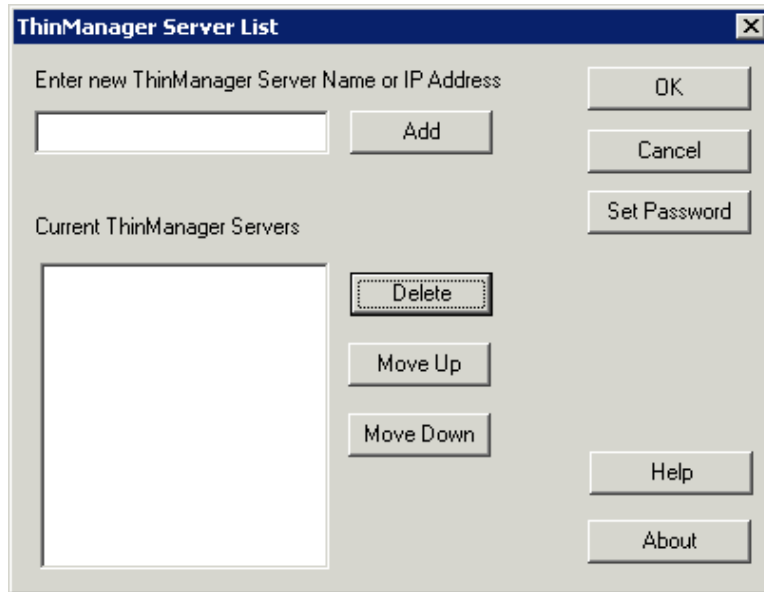 ThinManager Server List
Enter new ThinManager Server Name or IP Address
OK
Add
Cancel
Set Password
Current ThinManager Servers
Delete
Move Up
Move Down
Help
About